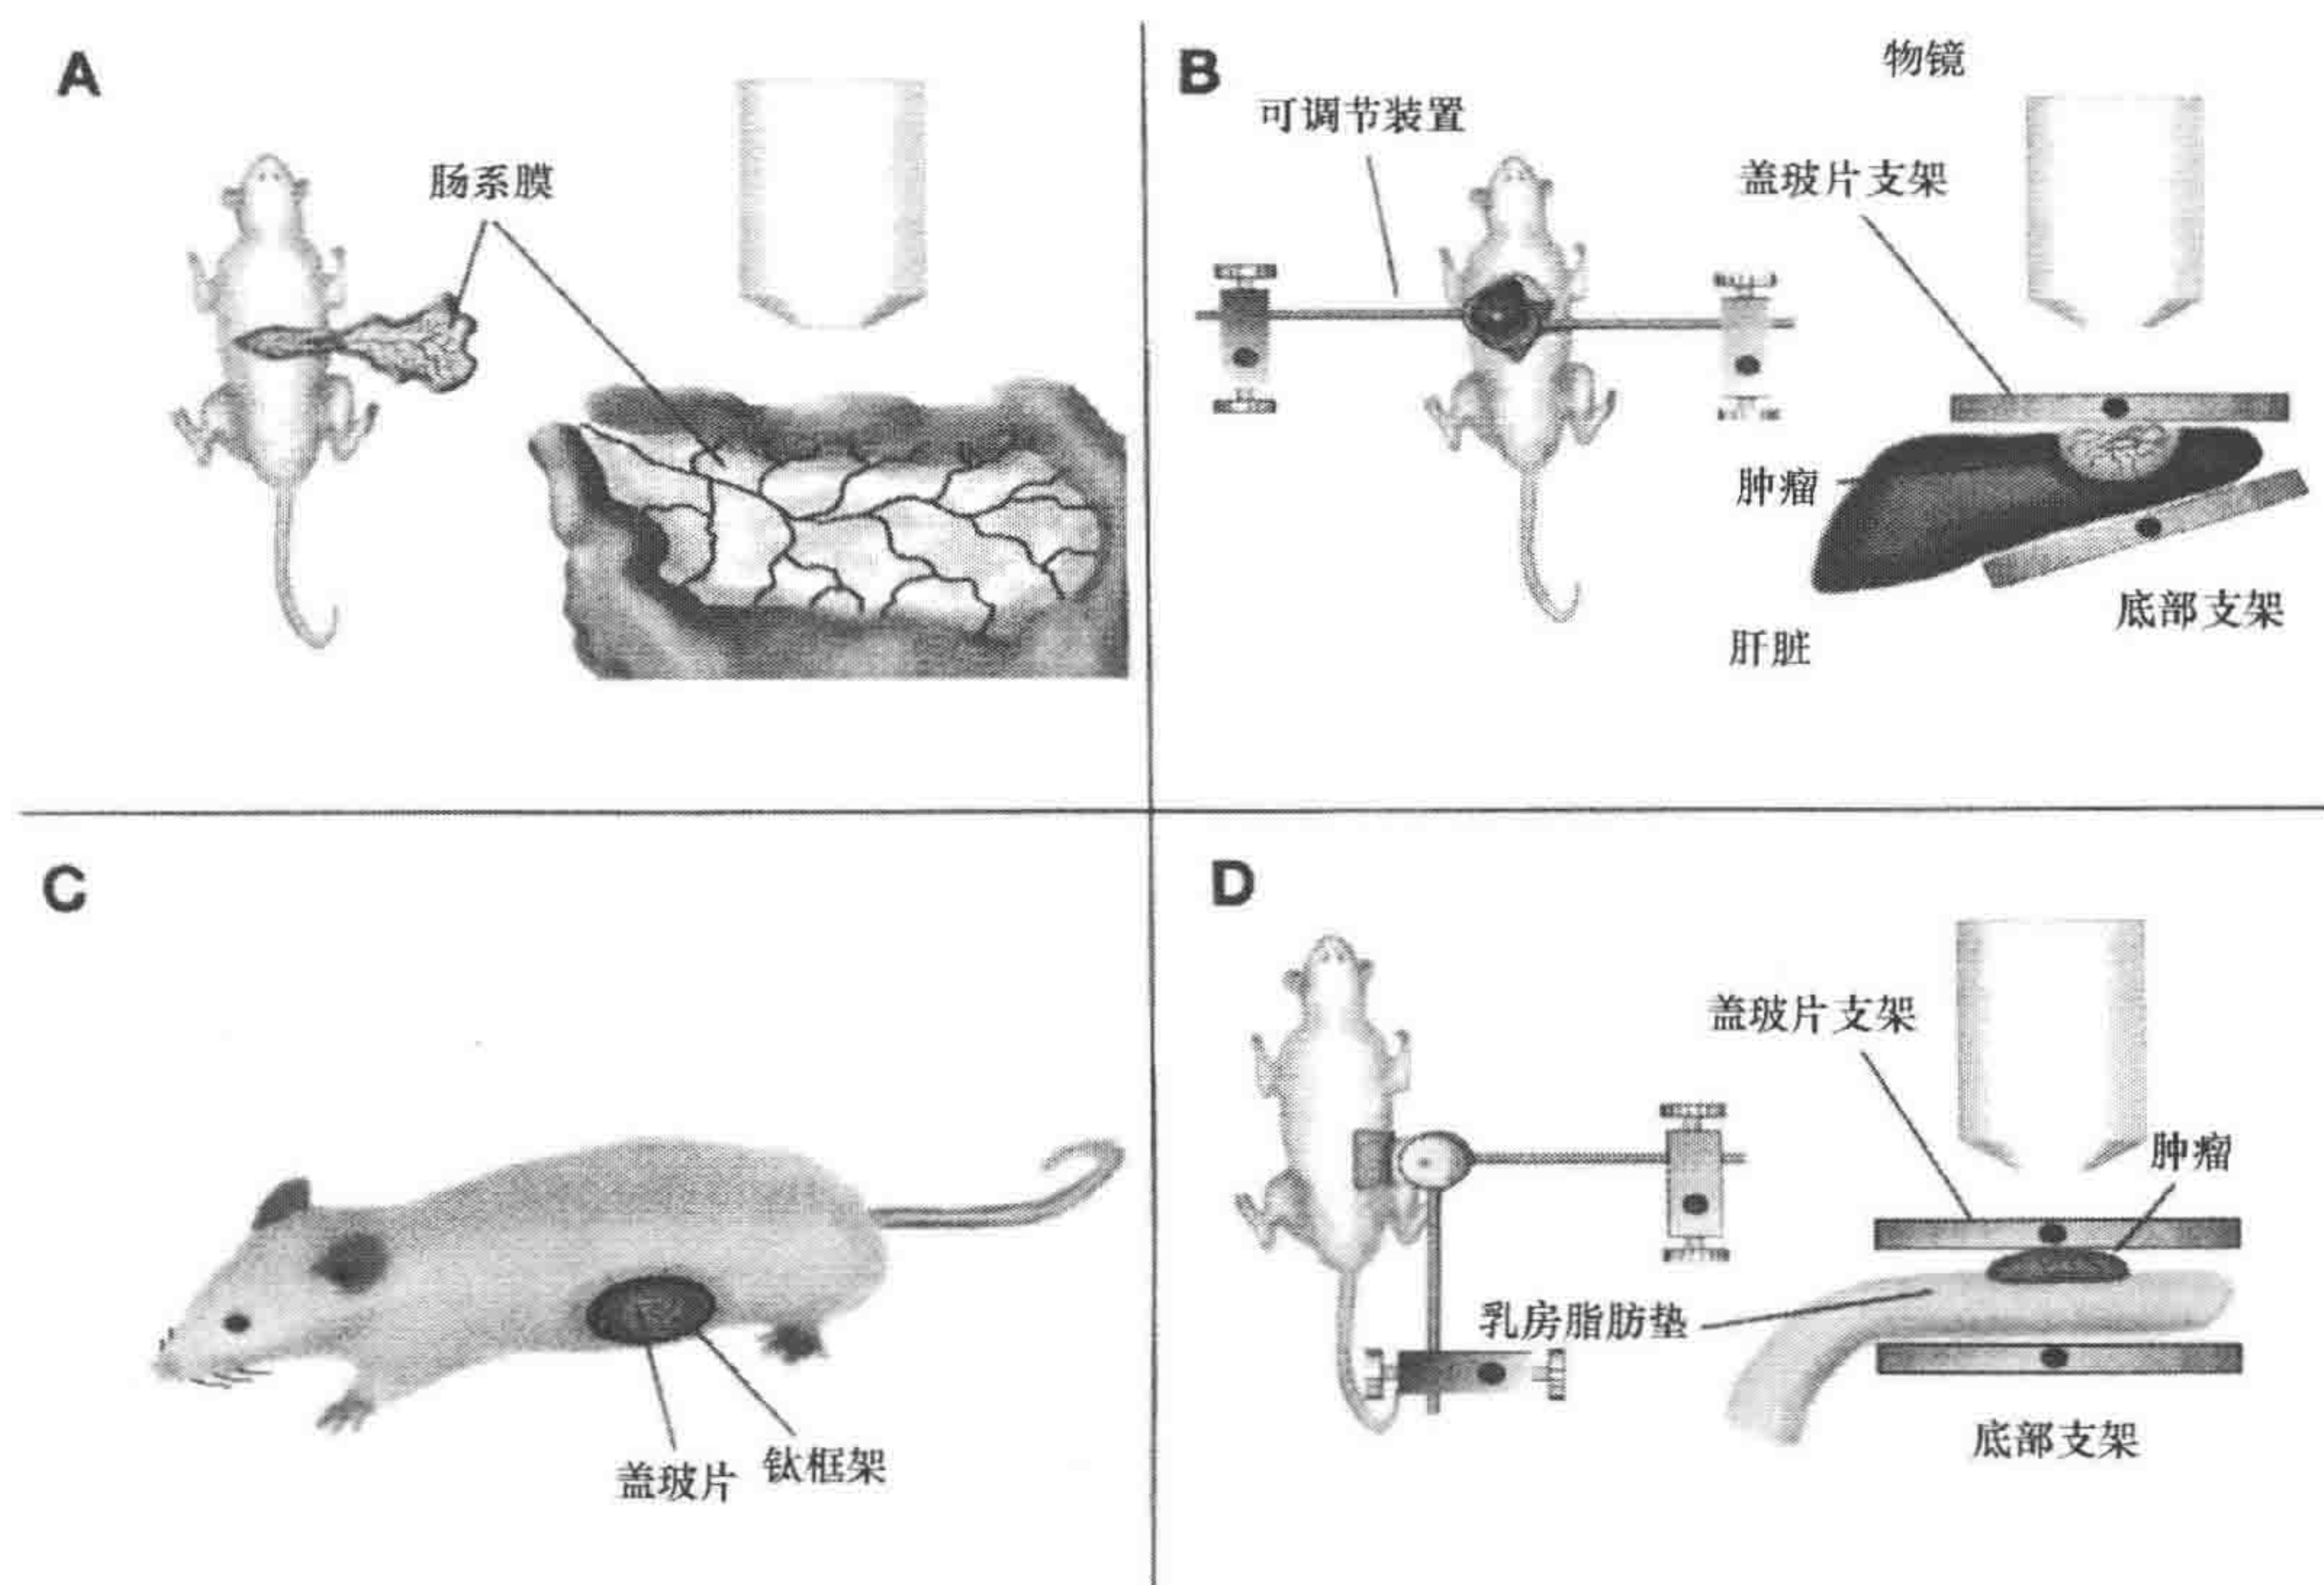 A
肠系膜
B
物镜
可调节装置
盖玻片支架
肿瘤
底部支架
肝脏
C
盖玻片
钛框架
D
盖玻片支架
肿瘤
乳房脂肪垫
底部支架